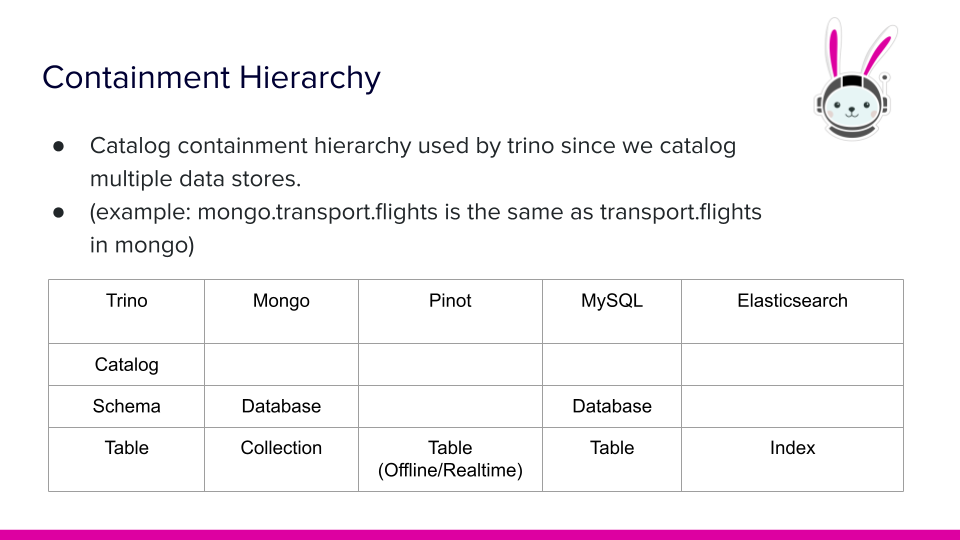 Containment Hierarchy
● Catalog containment hierarchy used by trino since we catalog
multiple data stores.
● (example: mongo.transport.flights is the same as transport.flights
in mongo)
Trino Mongo Pinot MySQL Elasticsearch
Catalog
Schema Database Database
Table Collection Table Table Index
(Offline/Realtime)